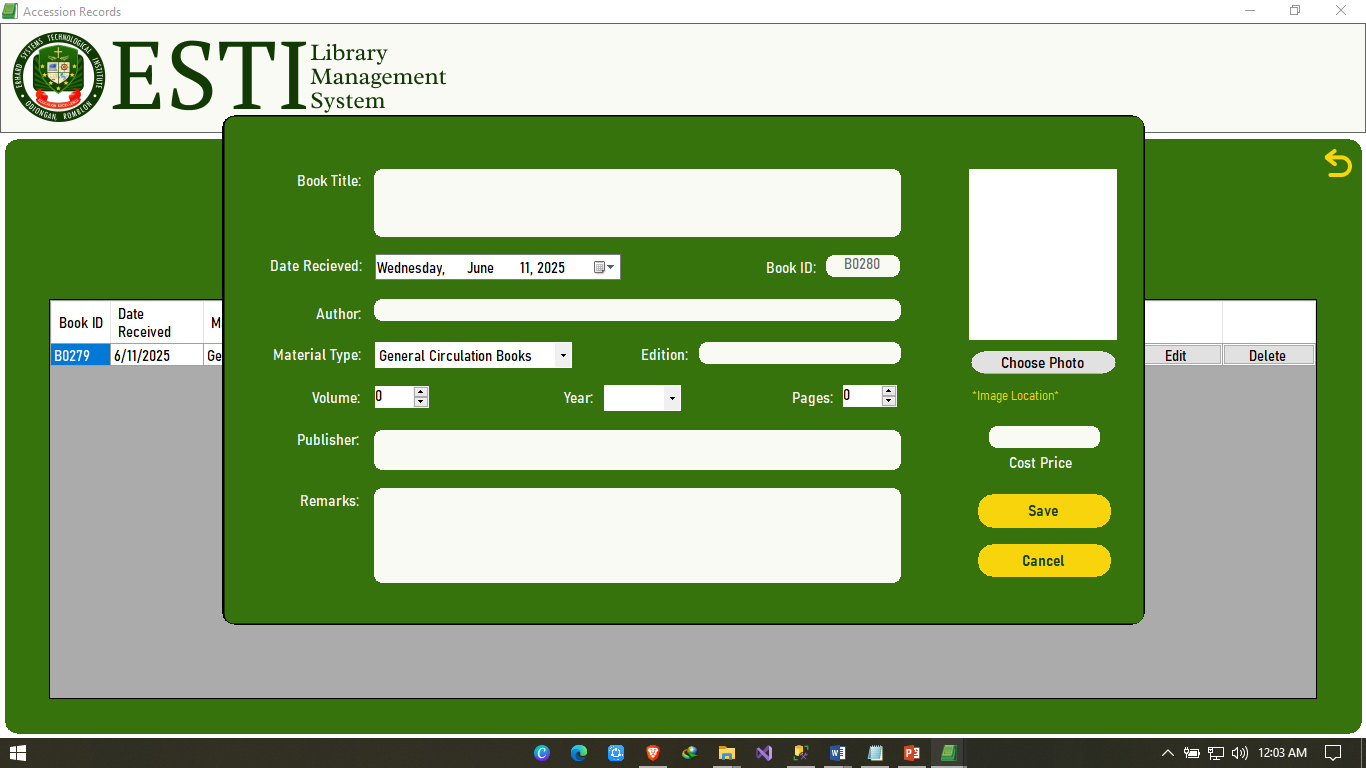 Accession Records
ERHARD SYSTEMS TECHNOLOGICAL INSTITUTE
ODIONGAN, ROMBLON
ESTI
Library
Management
System
Book Title:
Date Recieved: Wednesday, June 11, 2025 Book ID: B0280
Author:
Material Type: General Circulation Books Edition:
Choose Photo
Volume: 0 Year: Pages: 0
*Image Location*
Publisher:
Cost Price
Remarks:
Save
Cancel
Book ID Date Received M
B0279 6/11/2025 Ge Edit Delete
12:03 AM